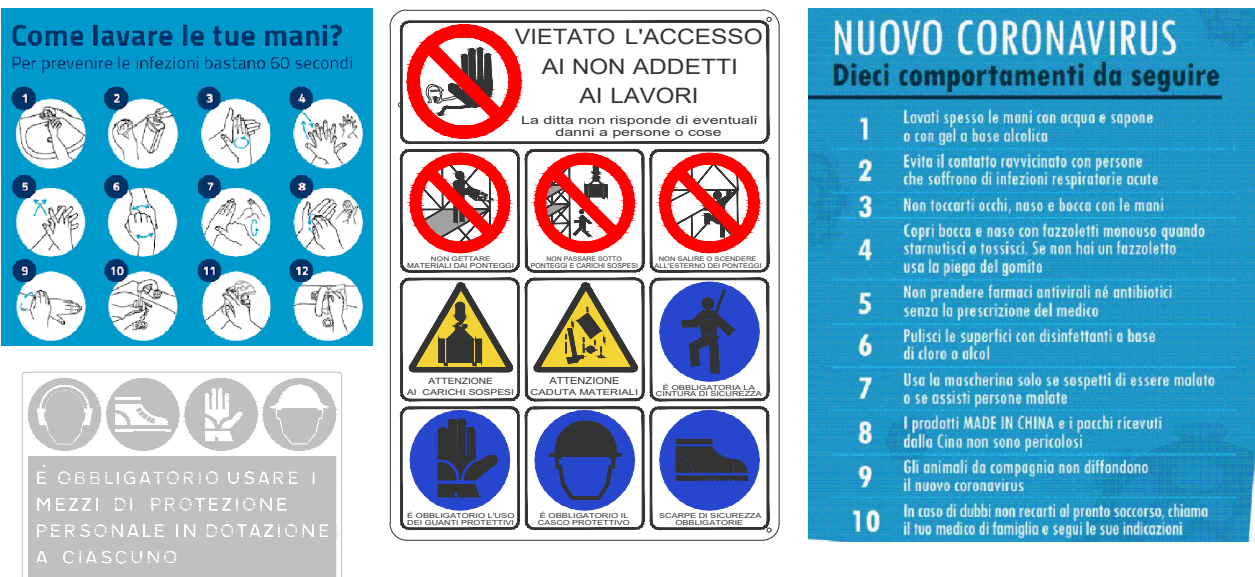 Come lavare le tue mani?
Per prevenire le infezioni bastano 60 secondi
1
2
3
4
5
6
7
8
9
10
11
12
É OBBLIGATORIO USARE I
MEZZI DI PROTEZIONE
PERSONALE IN DOTAZIONE
A CIASCUNO
VIETATO L'ACCESSO
AI NON ADDETTI
AI LAVORI
La ditta non risponde di eventuali
danni a persone o cose
NON GETTARE
MATERIALI DAI PONTEGGI
NON PASSARE SOTTO
PONTEGGI E CARICHI SOSPESI
NON SALIRE O SCENDERE
ALL'ESTERNO DEI PONTEGGI
ATTENZIONE
AI CARICHI SOSPESI
ATTENZIONE
CADUTA MATERIALI
É OBBLIGATORIA LA
CINTURA DI SICUREZZA
É OBBLIGATORIO L'USO
DEI GUANTI PROTETTIVI
É OBBLIGATORIO IL
CASCO PROTETTIVO
SCARPE DI SICUREZZA
OBBLIGATORIE
NUOVO CORONAVIRUS
Dieci comportamenti da seguire
1 Lavati spesso le mani con acqua e sapone
o con gel a base alcolica
2 Evita il contatto ravvicinato con persone
che soffrono di infezioni respiratorie acute
3 Non toccarti occhi, naso e bocca con le mani
4 Copri bocca e naso con fazzoletti monouso quando
starnutisci o tossisci. Se non hai un fazzoletto
usa la piega del gomito
5 Non prendere farmaci antivirali né antibiotici
senza la prescrizione del medico
6 Pulisci le superfici con disinfettanti a base
di cloro o alcol
7 Usa la mascherina solo se sospetti di essere malato
o se assisti persone malate
8 I prodotti MADE IN CHINA e i pacchi ricevuti
dalla Cina non sono pericolosi
9 Gli animali da compagnia non diffondono
il nuovo coronavirus
10 In caso di dubbi non recarti al pronto soccorso, chiama
il tuo medico di famiglia e segui le sue indicazioni